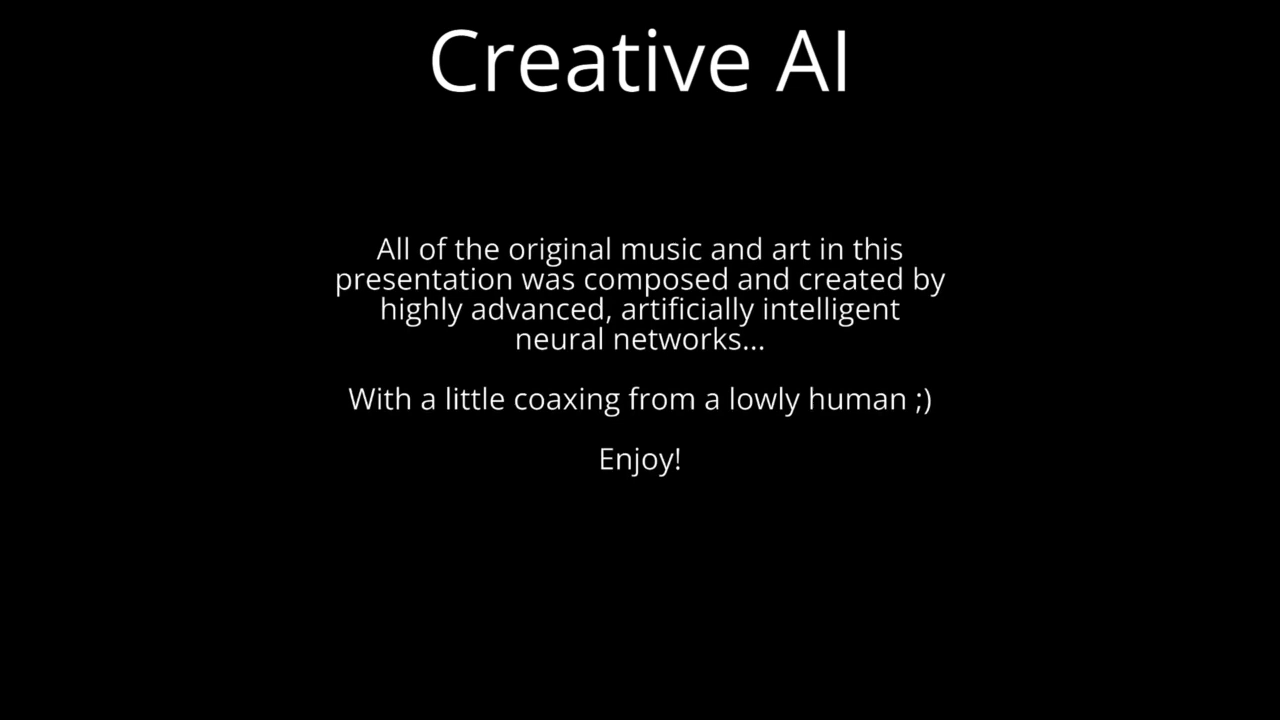 Creative AI
All of the original music and art in this
presentation was composed and created by
highly advanced, artificially intelligent
neural networks...
With a little coaxing from a lowly human ;)
Enjoy!